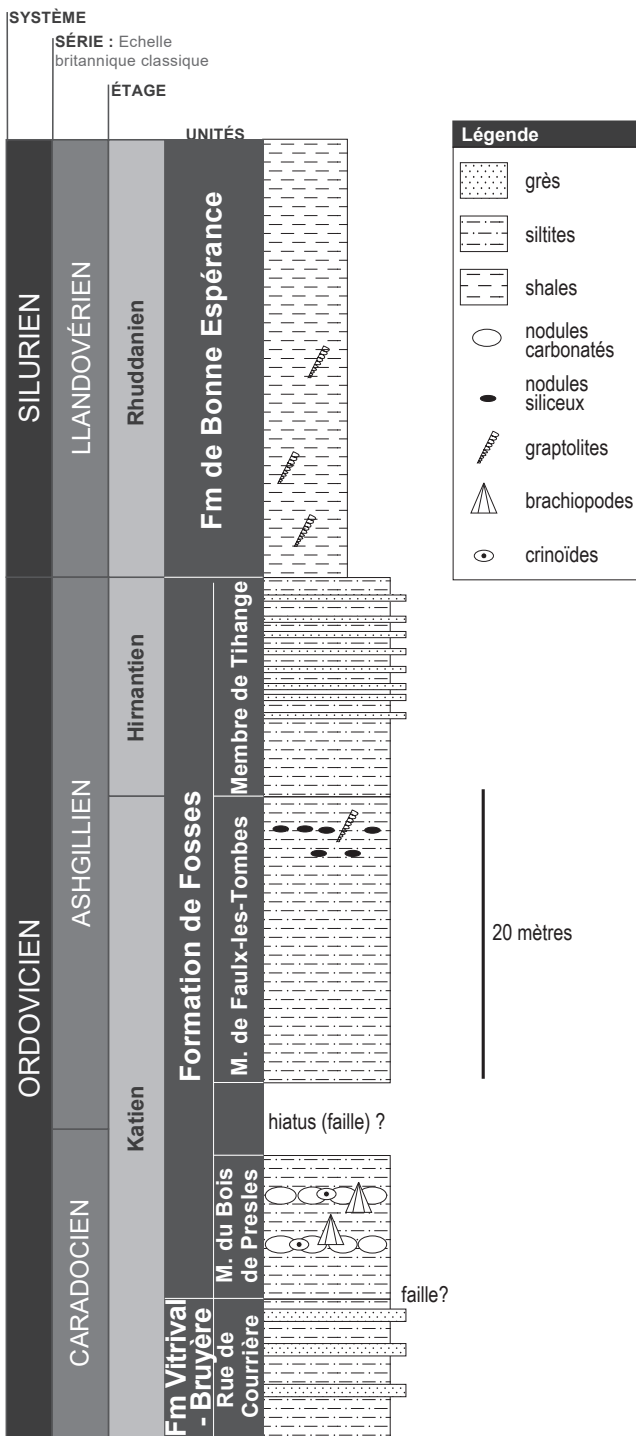 SYSTÈME
SÉRIE : Echelle
britannique classique
ÉTAGE
UNITÉS
SILURIEN
LLANDOVÉRIEN
Rhuddanien
Fm de Bonne Espérance
ORDOVICIEN
ASHGILLIEN
CARADOCIEN
Hirnantien
Katien
Formation de Fosses
Membre de Tihange
M. de Faulx-les-Tombes
hiatus (faille) ?
M. du Bois
de Presles
faille?
Fm Vitrival
- Bruyère
Rue de
Courrière
20 mètres
Légende
grès
siltites
shales
nodules
carbonatés
nodules
siliceux
graptolites
brachiopodes
crinoïdes